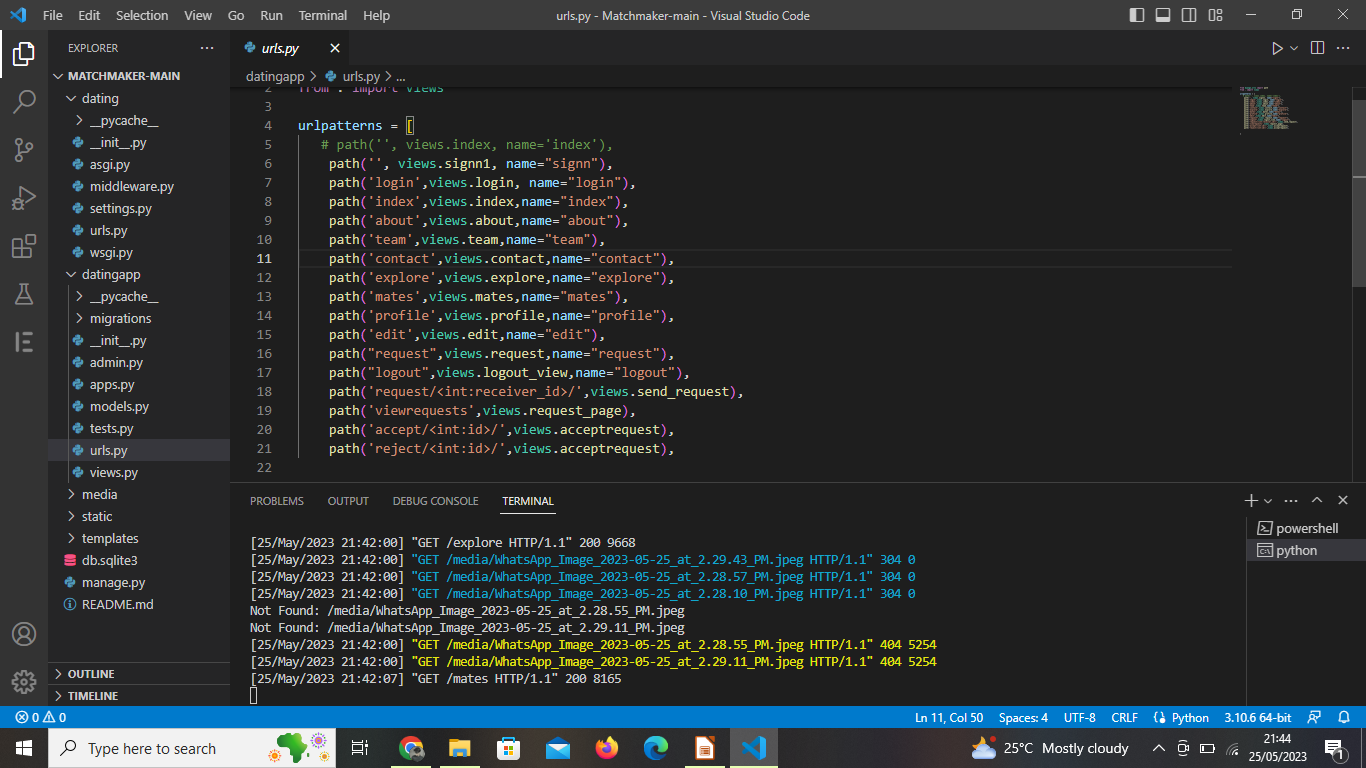 File Edit Selection View Go Run Terminal Help
urls.py - Matchmaker-main - Visual Studio Code
EXPLORER
MATCHMAKER-MAIN
dating
__pycache__
__init__.py
asgi.py
middleware.py
settings.py
urls.py
wsgi.py
datingapp
__pycache__
migrations
__init__.py
admin.py
apps.py
models.py
tests.py
urls.py
views.py
media
static
templates
db.sqlite3
manage.py
README.md
OUTLINE
TIMELINE
urls.py
datingapp > urls.py > ...
2 from . import views
3
4 urlpatterns = [
5 # path('', views.index, name='index'),
6 path('', views.signn1, name="signn"),
7 path('login',views.login, name="login"),
8 path('index',views.index,name="index"),
9 path('about',views.about,name="about"),
10 path('team',views.team,name="team"),
11 path('contact',views.contact,name="contact"),
12 path('explore',views.explore,name="explore"),
13 path('mates',views.mates,name="mates"),
14 path('profile',views.profile,name="profile"),
15 path('edit',views.edit,name="edit"),
16 path("request",views.request,name="request"),
17 path("logout",views.logout_view,name="logout"),
18 path('request/<int:receiver_id>/',views.send_request),
19 path('viewrequests',views.request_page),
20 path('accept/<int:id>/',views.acceptrequest),
21 path('reject/<int:id>/',views.acceptrequest),
22
PROBLEMS OUTPUT DEBUG CONSOLE TERMINAL
[25/May/2023 21:42:00] "GET /explore HTTP/1.1" 200 9668
[25/May/2023 21:42:00] "GET /media/WhatsApp_Image_2023-05-25_at_2.29.43_PM.jpeg HTTP/1.1" 304 0
[25/May/2023 21:42:00] "GET /media/WhatsApp_Image_2023-05-25_at_2.28.57_PM.jpeg HTTP/1.1" 304 0
[25/May/2023 21:42:00] "GET /media/WhatsApp_Image_2023-05-25_at_2.28.10_PM.jpeg HTTP/1.1" 304 0
Not Found: /media/WhatsApp_Image_2023-05-25_at_2.28.55_PM.jpeg
Not Found: /media/WhatsApp_Image_2023-05-25_at_2.29.11_PM.jpeg
[25/May/2023 21:42:00] "GET /media/WhatsApp_Image_2023-05-25_at_2.28.55_PM.jpeg HTTP/1.1" 404 5254
[25/May/2023 21:42:00] "GET /media/WhatsApp_Image_2023-05-25_at_2.29.11_PM.jpeg HTTP/1.1" 404 5254
[25/May/2023 21:42:07] "GET /mates HTTP/1.1" 200 8165
powershell
python
0 0
Ln 11, Col 50 Spaces: 4 UTF-8 CRLF Python 3.10.6 64-bit
Type here to search
25°C Mostly cloudy
21:44
25/05/2023
1